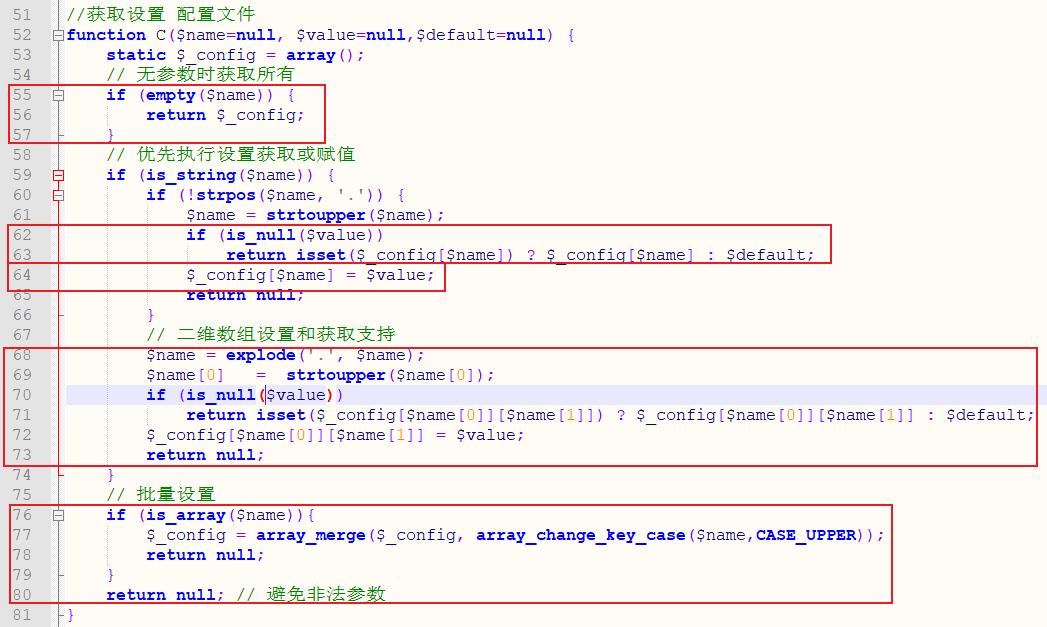 51 //获取设置 配置文件
52 function C($name=null, $value=null,$default=null) {
53     static $_config = array();
54     // 无参数时获取所有
55     if (empty($name)) {
56         return $_config;
57     }
58     // 优先执行设置获取或赋值
59     if (is_string($name)) {
60         if (!strpos($name, '.')) {
61             $name = strtoupper($name);
62             if (is_null($value))
63                 return isset($_config[$name]) ? $_config[$name] : $default;
64             $_config[$name] = $value;
65             return null;
66         }
67         // 二维数组设置和获取支持
68         $name = explode('.', $name);
69         $name[0]   =  strtoupper($name[0]);
70         if (is_null($value))
71             return isset($_config[$name[0]][$name[1]]) ? $_config[$name[0]][$name[1]] : $default;
72         $_config[$name[0]][$name[1]] = $value;
73         return null;
74     }
75     // 批量设置
76     if (is_array($name)){
77         $_config = array_merge($_config, array_change_key_case($name,CASE_UPPER));
78         return null;
79     }
80     return null; // 避免非法参数
81 }